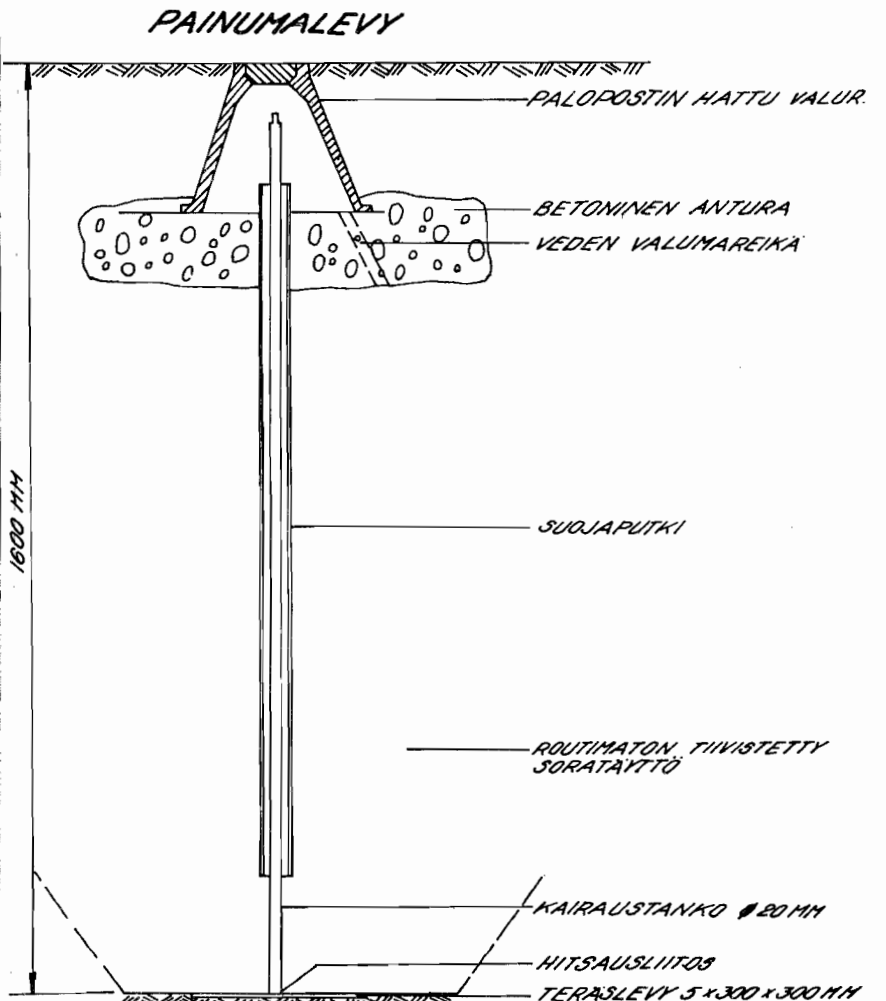 PAINUMALEVY
PALOPOSTIN HATTU VALUR.
BETONINEN ANTURA
VEDEN VALUMAREIKÄ
1600 MM
SUOJAPUTKI
ROUTIMATON, TIIVISTETTY
SORATÄYTTÖ
KAIRAUSTANKO Ø 20 MM
HITSAUSLIITOS
TERÄSLEVY 5 x 300 x 300 MM